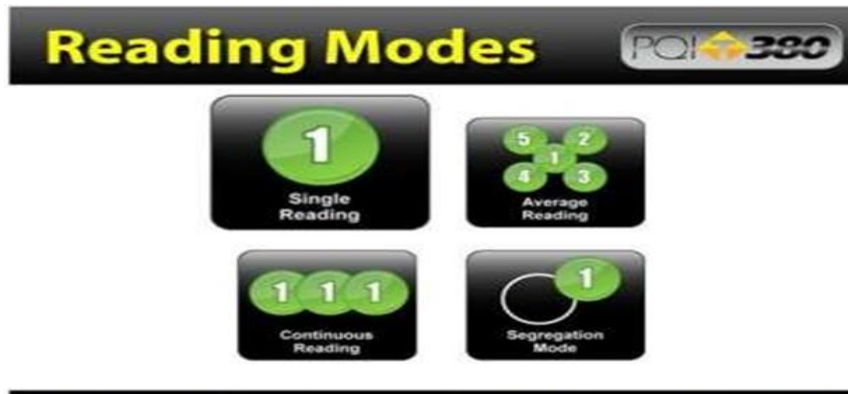 Reading Modes
PQI 380
1
Single
Reading
5 2
1
4 3
Average
Reading
1 1 1
Continuous
Reading
1
Segregation
Mode